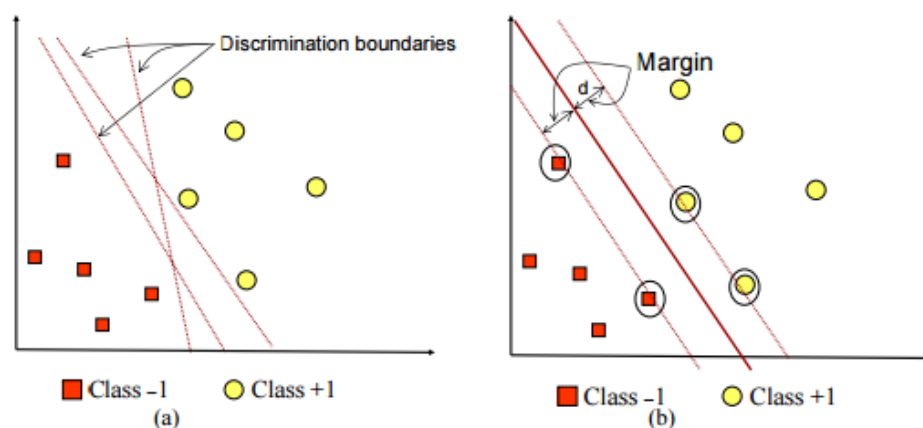 Discrimination boundaries
Class –1 Class +1
(a)
Margin
d
Class –1 Class +1
(b)